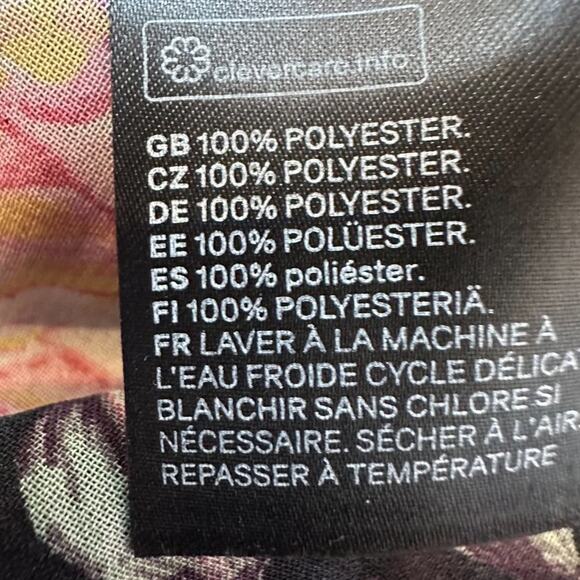 clevercare.info
GB 100% POLYESTER.
CZ 100% POLYESTER.
DE 100% POLYESTER.
EE 100% POLÜESTER.
ES 100% poliéster.
FI 100% POLYESTERIÄ.
FR LAVER À LA MACHINE À
L'EAU FROIDE CYCLE DÉLICA
BLANCHIR SANS CHLORE SI
NÉCESSAIRE. SÉCHER À L'AIR.
REPASSER À TEMPÉRATURE